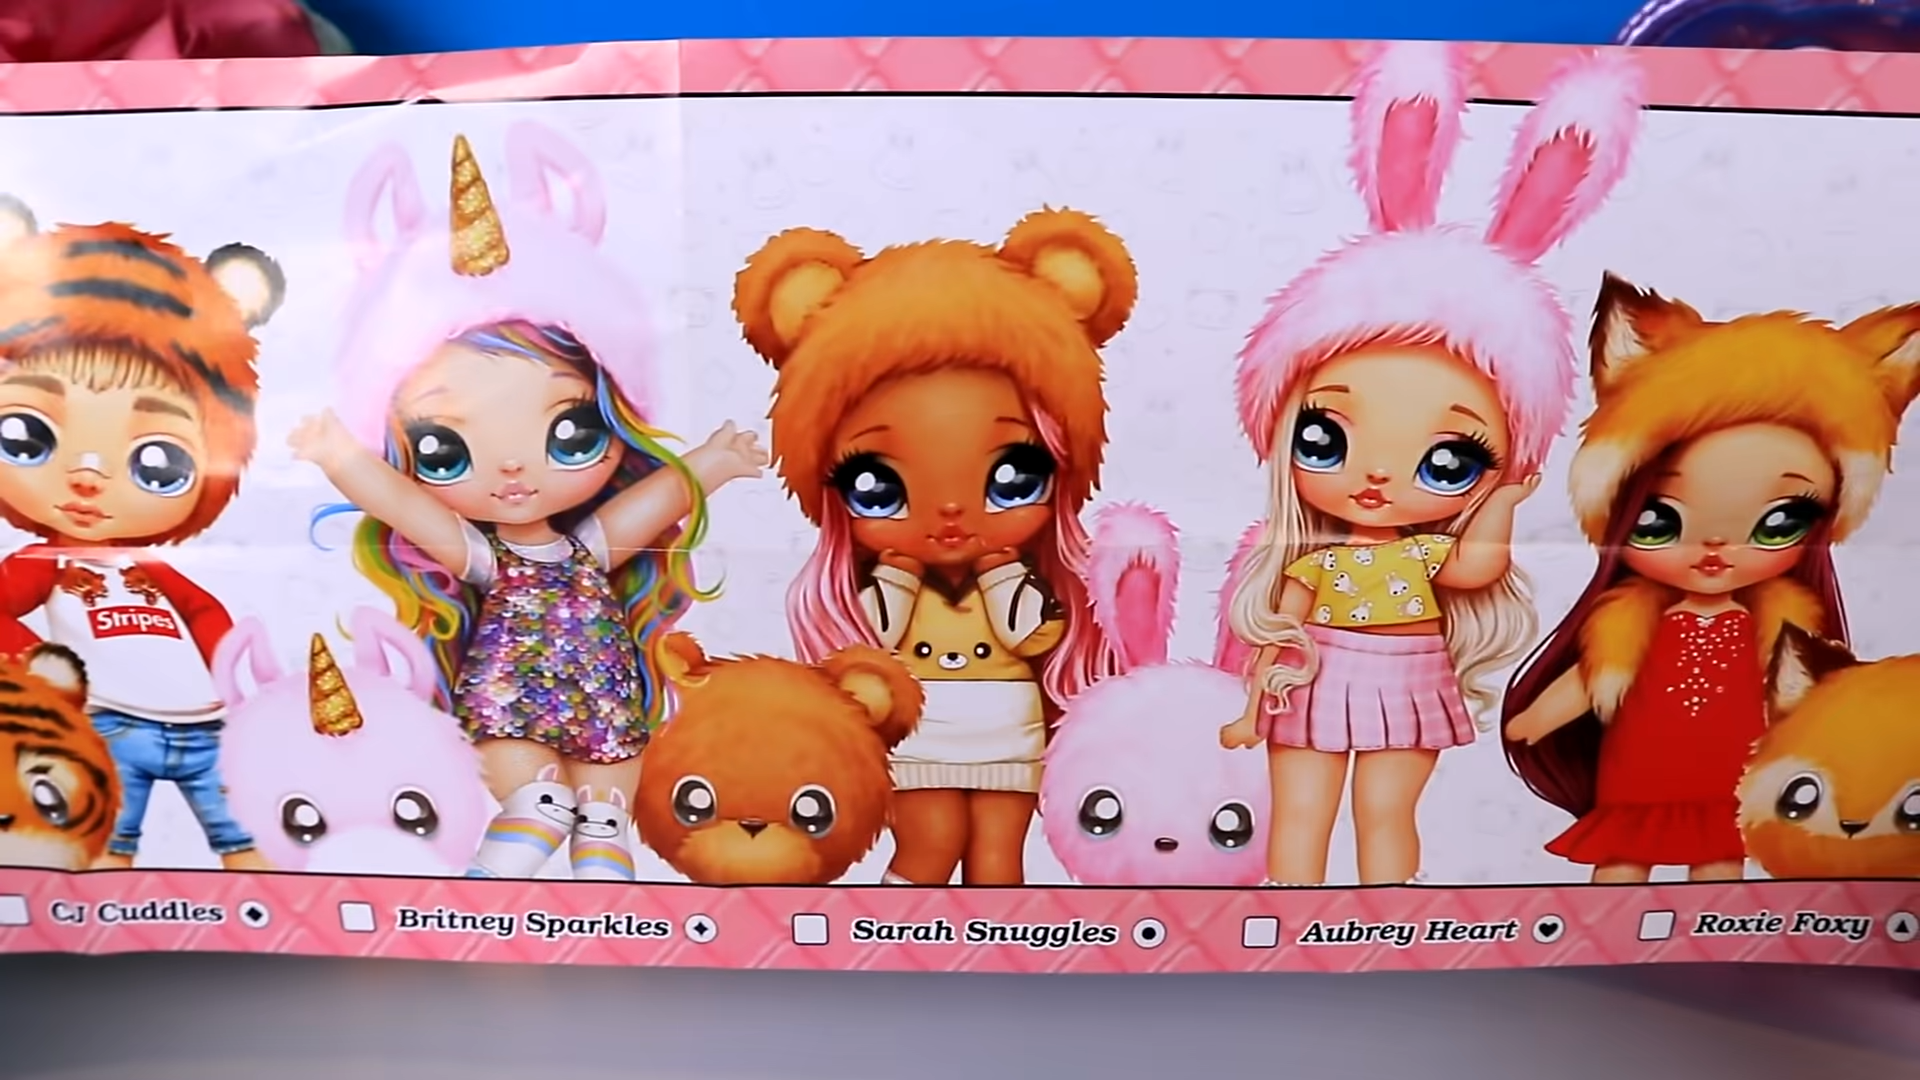 Stripes
CJ Cuddles
Britney Sparkles
Sarah Snuggles
Aubrey Heart
Roxie Foxy